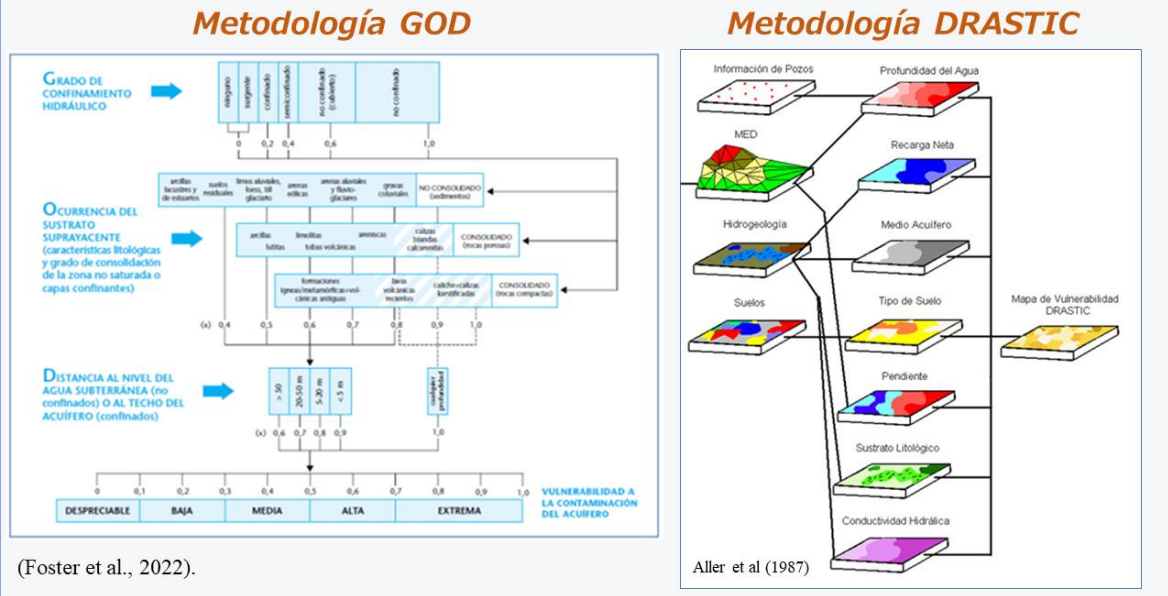 Metodología GOD
GRADO DE
CONFINAMIENTO
HIDRÁULICO
ninguno
surgente
confinado
semiconfinado
no confinado
(cubierto)
no confinado
0
0,2
0,4
0,6
1,0
OCURRENCIA DEL
SUSTRATO
SUPRAYACENTE
(características litológicas
y grado de consolidación
de la zona no saturada o
capas confinantes)
arcillas
lacustres y
de estuarios
suelos
residuales
limos aluviales,
loess, till
glaciario
arenas
eólicas
arenas aluviales
y fluvio-
glaciares
gravas
coluviales
NO CONSOLIDADO
(sedimentos)
arcillas
lutitas
limolitas
tobas volcánicas
areniscas
calizas
blandas
calcarenitas
CONSOLIDADO
(rocas porosas)
formaciones
ígneas/metamórficas+vol-
cánicas antiguas
lavas
volcánicas
recientes
caliche+calizas
karstificadas
CONSOLIDADO
(rocas compactas)
(x)
0,4
0,5
0,6
0,7
0,8
0,9
1,0
DISTANCIA AL NIVEL DEL
AGUA SUBTERRÁNEA (no
confinados) O AL TECHO DEL
ACUÍFERO (confinados)
> 50
20-50 m
5-20 m
< 5 m
cualquier
profundidad
(x)
0,6
0,7
0,8
0,9
1,0
0
0,1
0,2
0,3
0,4
0,5
0,6
0,7
0,8
0,9
1,0
DESPRECIABLE
BAJA
MEDIA
ALTA
EXTREMA
VULNERABILIDAD A
LA CONTAMINACIÓN
DEL ACUÍFERO
(Foster et al., 2022).
Metodología DRASTIC
Información de Pozos
Profundidad del Agua
MED
Recarga Neta
Hidrogeología
Medio Acuífero
Suelos
Tipo de Suelo
Mapa de Vulnerabilidad
DRASTIC
Pendiente
Sustrato Litológico
Conductividad Hidrálica
Aller et al (1987)